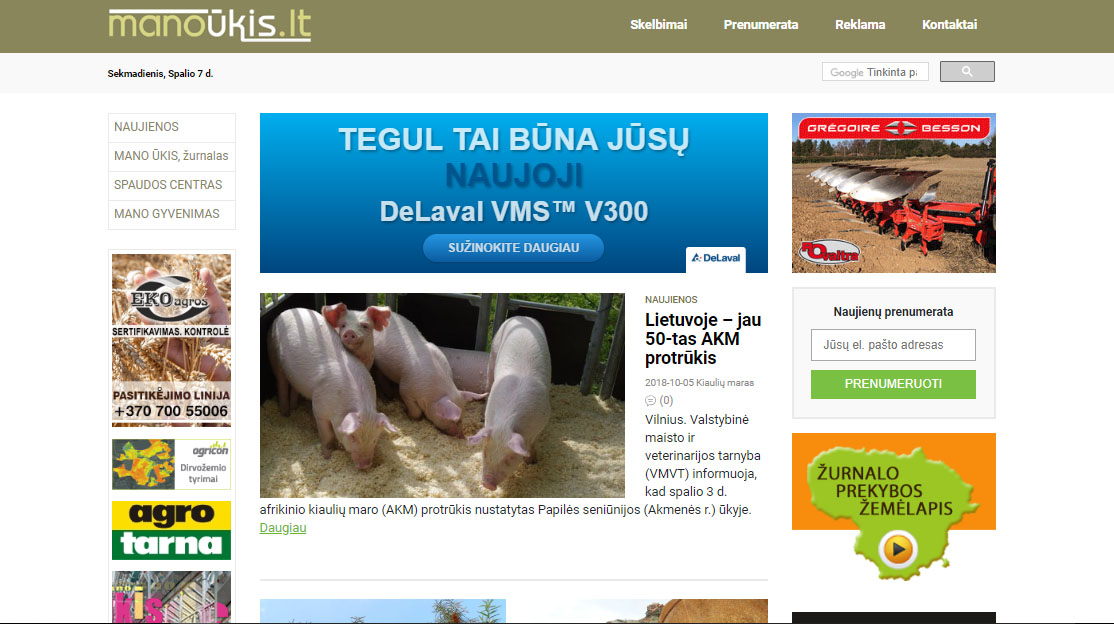 manoūkis.lt
Skelbimai
Prenumerata
Reklama
Kontaktai
Sekmadienis, Spalio 7 d.
Google Tinkinta pa
NAUJIENOS
MANO ŪKIS, žurnalas
SPAUDOS CENTRAS
MANO GYVENIMAS
EKO agros
SERTIFIKAVIMAS. KONTROLĖ
PASITIKĖJIMO LINIJA
+370 700 55006
agricon
Dirvožemio
tyrimai
agro
tarna
TEGUL TAI BŪNA JŪSŲ
NAUJOJI
DeLaval VMS™ V300
SUŽINOKITE DAUGIAU
DeLaval
NAUJIENOS
Lietuvoje – jau
50-tas AKM
protrūkis
2018-10-05 Kiaulių maras
(0)
Vilnius. Valstybinė
maisto ir
veterinarijos tarnyba
(VMVT) informuoja,
kad spalio 3 d.
afrikinio kiaulių maro (AKM) protrūkis nustatytas Papilės seniūnijos (Akmenės r.) ūkyje.
Daugiau
GRÉGOIRE BESSON
rovaltra
Naujienų prenumerata
Jūsų el. pašto adresas
PRENUMERUOTI
ŽURNALO
PREKYBOS
ŽEMĖLAPIS